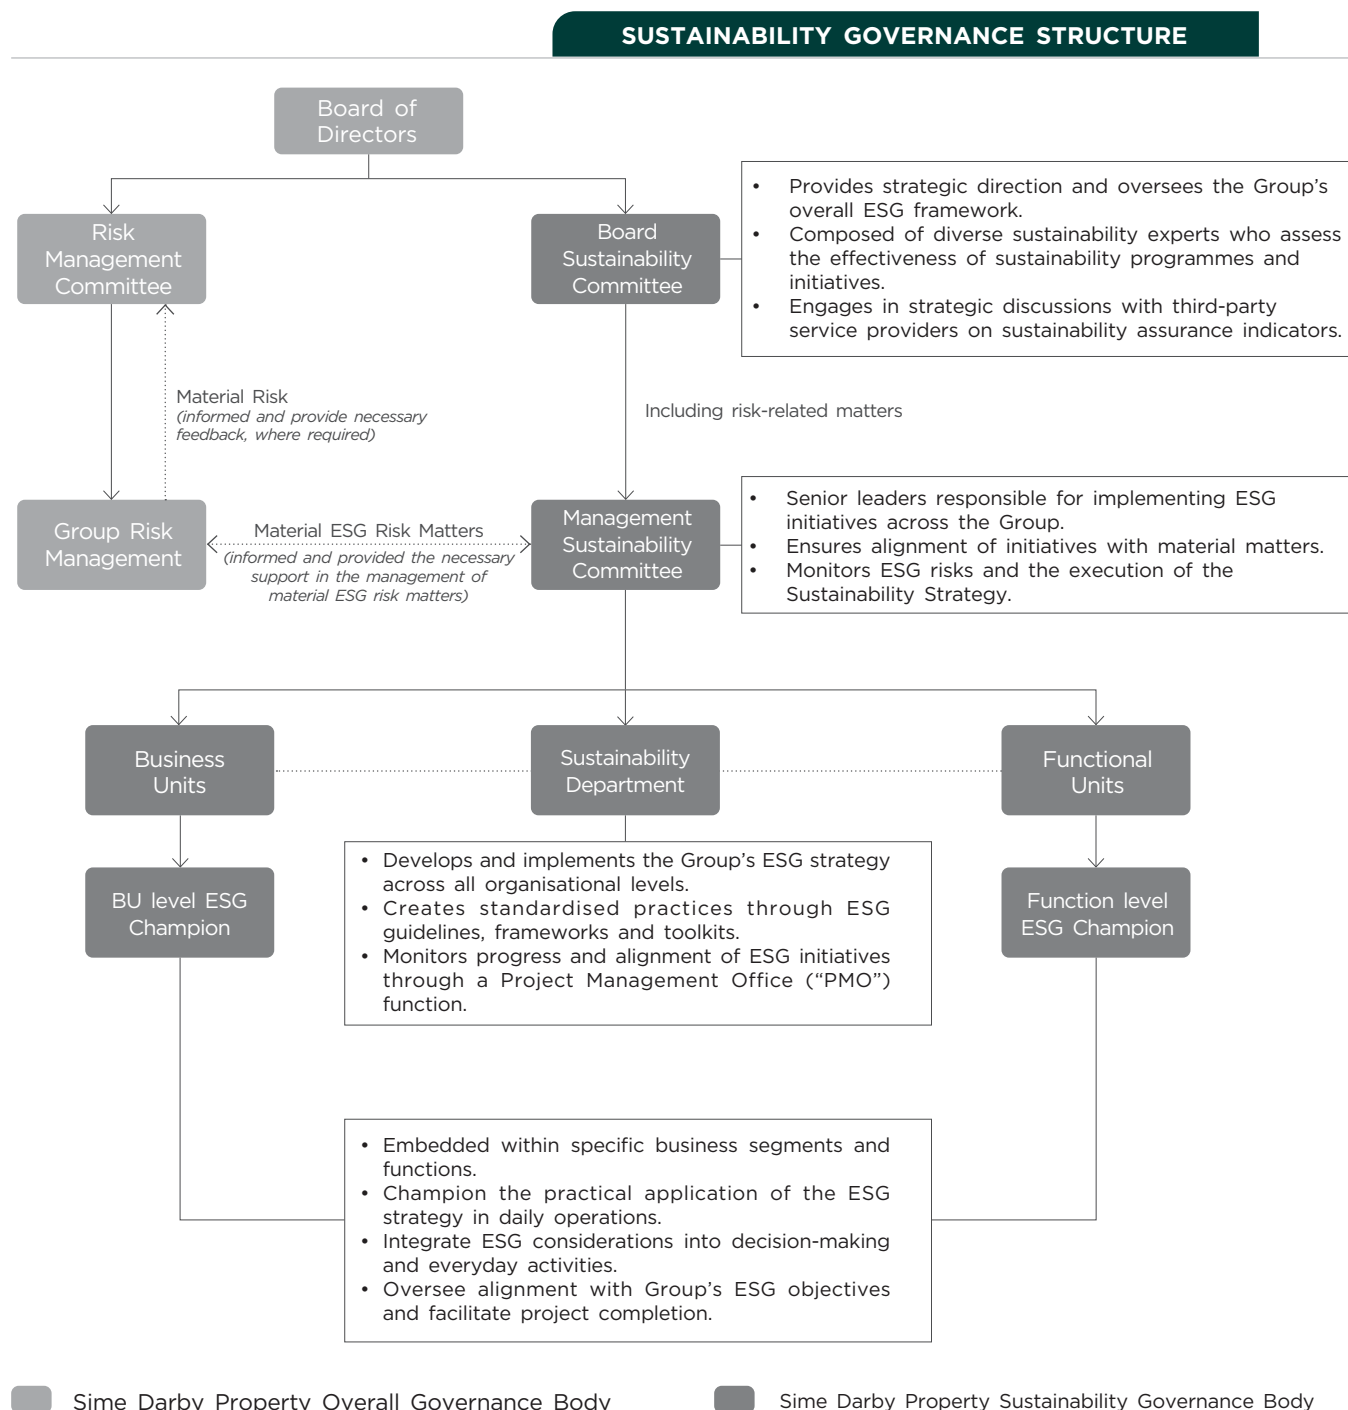 SUSTAINABILITY GOVERNANCE STRUCTURE
Board of
Directors
Risk
Management
Committee
Board
Sustainability
Committee
• Provides strategic direction and oversees the Group's
overall ESG framework.
• Composed of diverse sustainability experts who assess
the effectiveness of sustainability programmes and
initiatives.
• Engages in strategic discussions with third-party
service providers on sustainability assurance indicators.
Material Risk
(informed and provide necessary
feedback, where required)
Including risk-related matters
Group Risk
Management
Material ESG Risk Matters
(informed and provided the necessary
support in the management of
material ESG risk matters)
Management
Sustainability
Committee
• Senior leaders responsible for implementing ESG
initiatives across the Group.
• Ensures alignment of initiatives with material matters.
• Monitors ESG risks and the execution of the
Sustainability Strategy.
Business
Units
Sustainability
Department
Functional
Units
BU level ESG
Champion
• Develops and implements the Group's ESG strategy
across all organisational levels.
• Creates standardised practices through ESG
guidelines, frameworks and toolkits.
• Monitors progress and alignment of ESG initiatives
through a Project Management Office (“PMO”)
function.
Function level
ESG Champion
• Embedded within specific business segments and
functions.
• Champion the practical application of the ESG
strategy in daily operations.
• Integrate ESG considerations into decision-making
and everyday activities.
• Oversee alignment with Group's ESG objectives
and facilitate project completion.
Sime Darby Property Overall Governance Body
Sime Darby Property Sustainability Governance Body